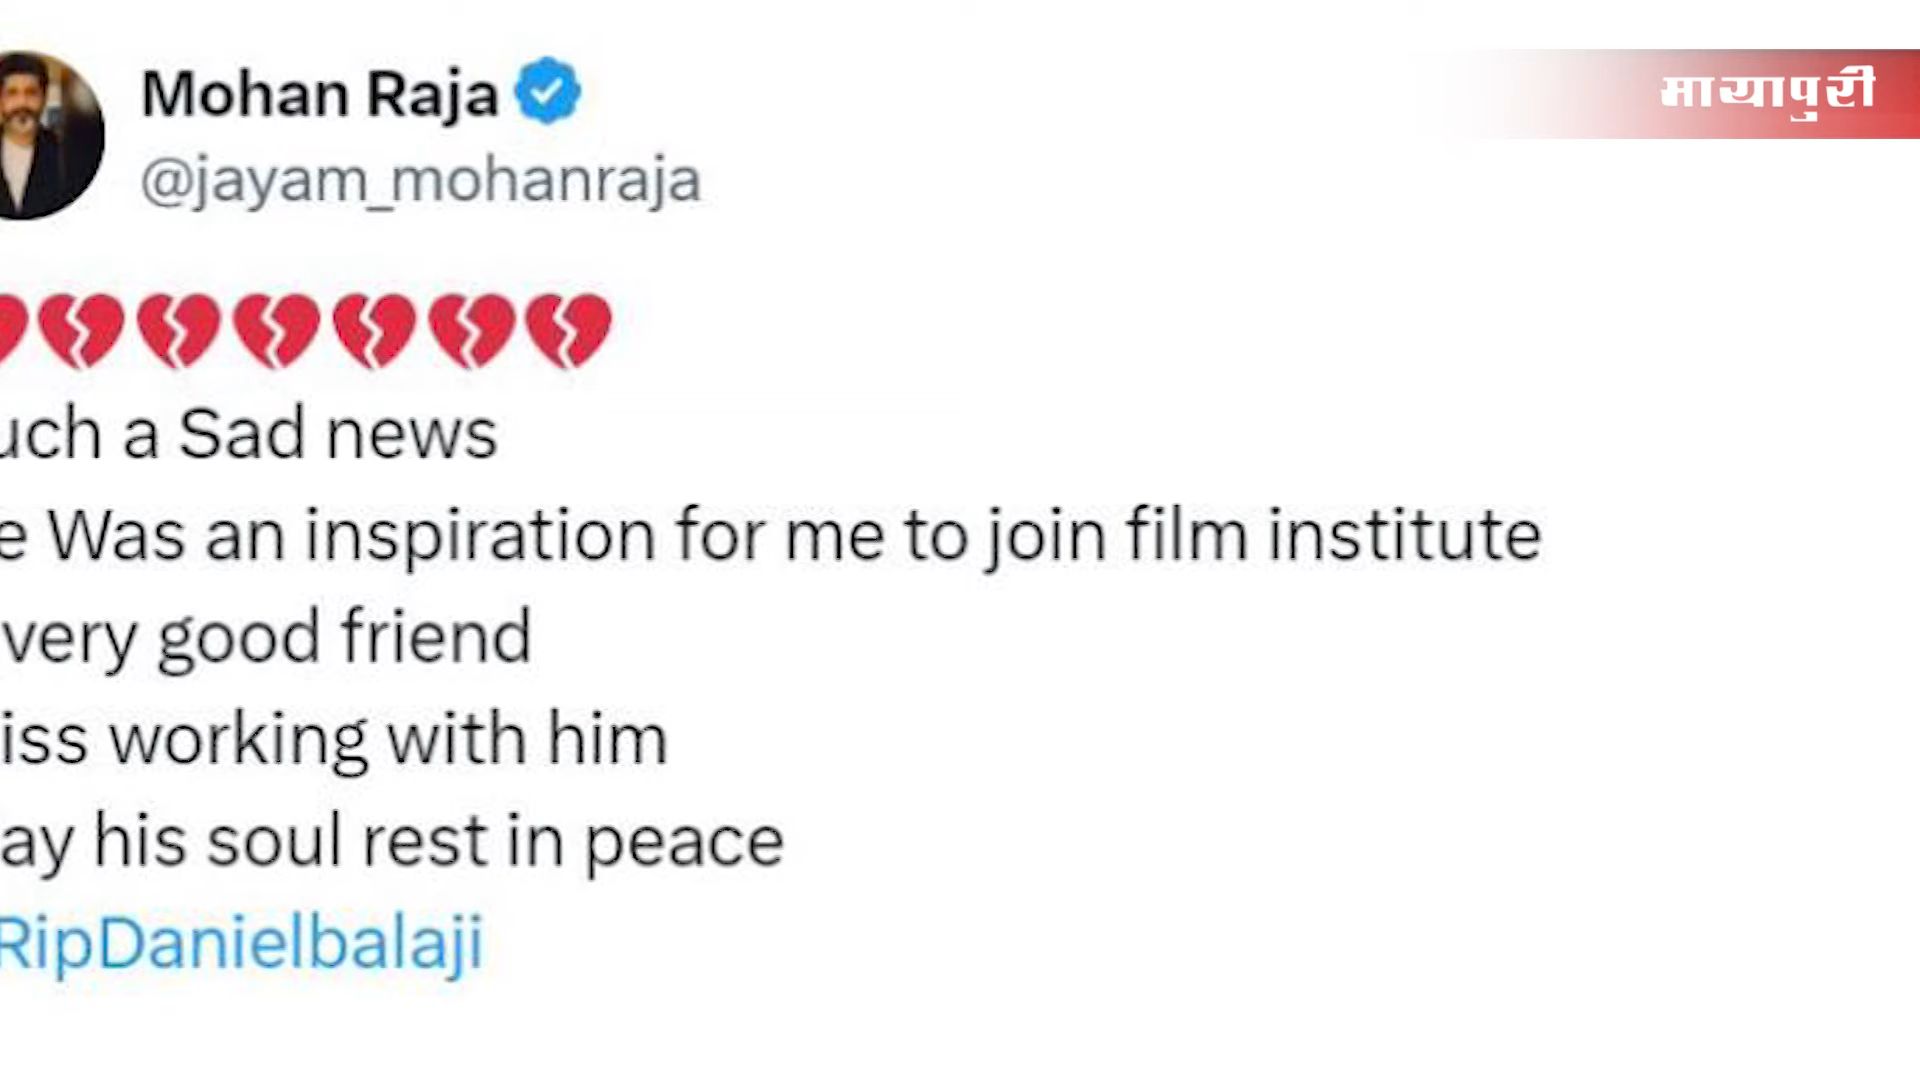 Mohan Raja
मायापुरी
@jayam_mohanraja
💔💔💔💔💔💔💔
uch a Sad news
e Was an inspiration for me to join film institute
very good friend
iss working with him
ay his soul rest in peace
RipDanielbalaji